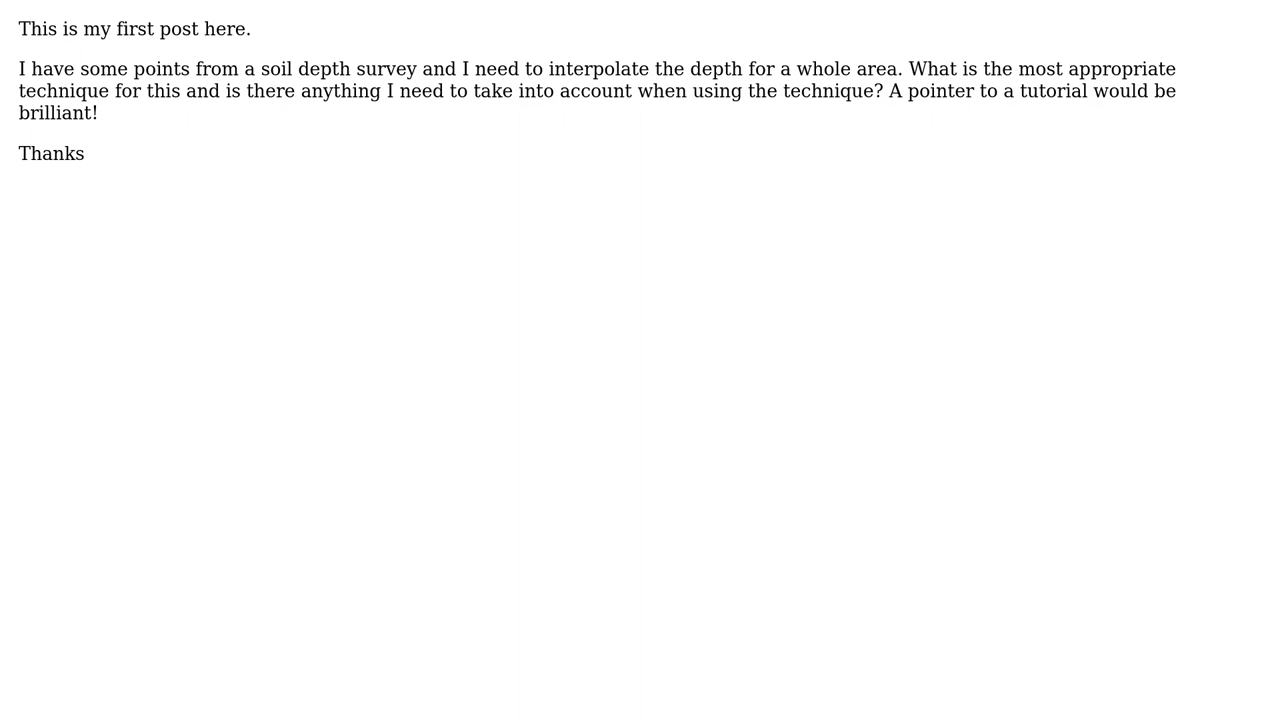 This is my first post here.
I have some points from a soil depth survey and I need to interpolate the depth for a whole area. What is the most appropriate
technique for this and is there anything I need to take into account when using the technique? A pointer to a tutorial would be
brilliant!
Thanks